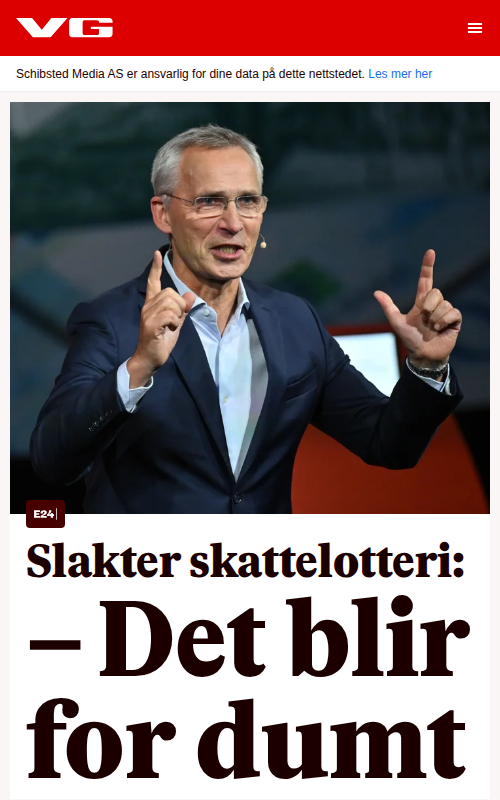 VG
Schibsted Media AS er ansvarlig for dine data på dette nettstedet. Les mer her
E24
Slakter skattelotteri:
– Det blir
for dumt